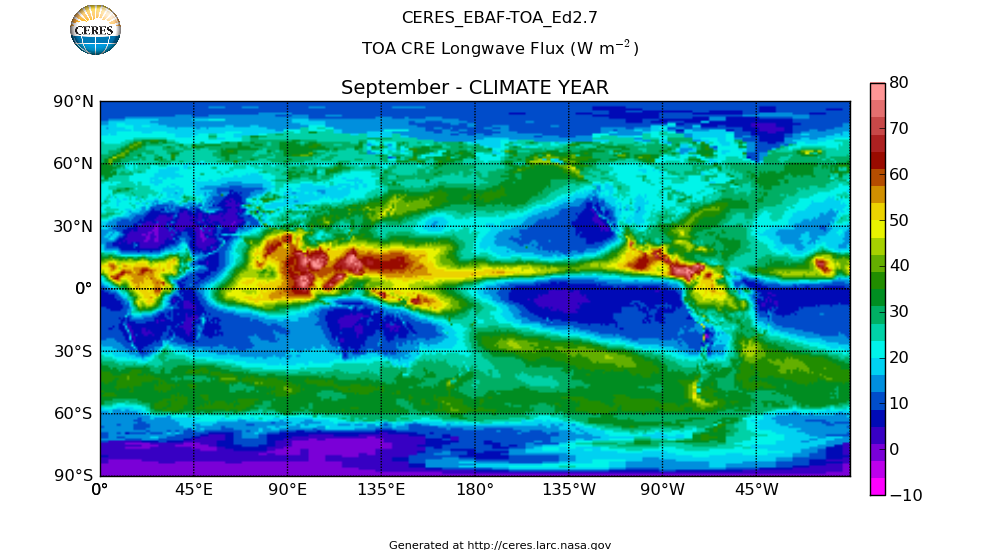 CERES
CERES_EBAF-TOA_Ed2.7
TOA CRE Longwave Flux (W m⁻²)
September - CLIMATE YEAR
90°N
60°N
30°N
0°
30°S
60°S
90°S
0° 45°E 90°E 135°E 180° 135°W 90°W 45°W
80
70
60
50
40
30
20
10
0
−10
Generated at http://ceres.larc.nasa.gov